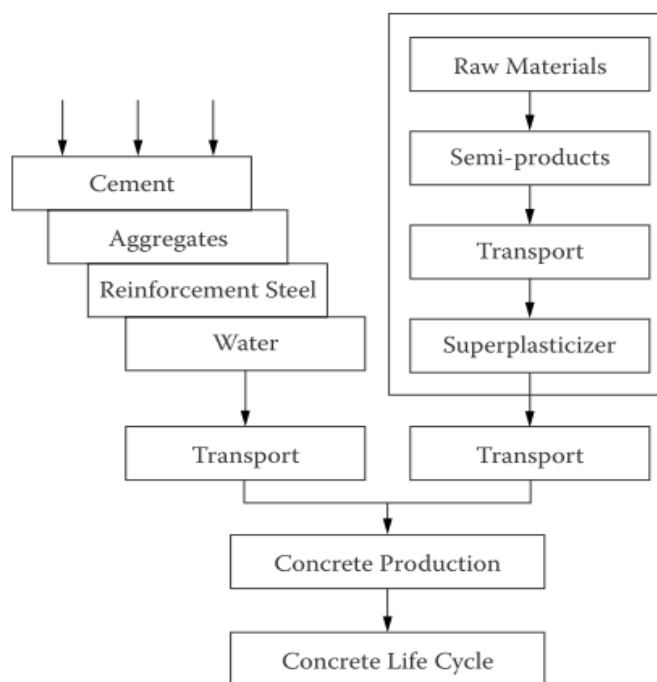 Raw Materials
Semi-products
Transport
Superplasticizer
Cement
Aggregates
Reinforcement Steel
Water
Transport
Transport
Concrete Production
Concrete Life Cycle